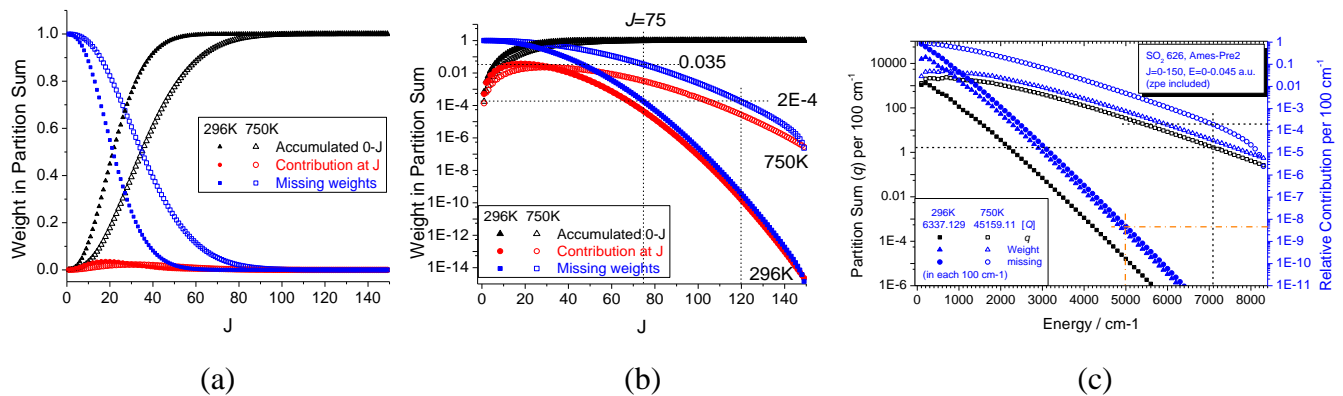 Weight in Partition Sum
1.0
0.8
0.6
0.4
0.2
0.0
296K 750K
Accumulated 0-J
Contribution at J
Missing weights
0 20 40 60 80 100 120 140
J
(a)
J=75
Weight in Partition Sum
1
0.01
1E-4
1E-6
1E-8
1E-10
1E-12
1E-14
0.035
2E-4
750K
296K
296K 750K
Accumulated 0-J
Contribution at J
Missing weights
0 20 40 60 80 100 120 140
J
(b)
Partition Sum (q) per 100 cm-1
10000
100
1
0.01
1E-4
1E-6
SO2 626, Ames-Pre2
J=0-150, E=0-0.045 a.u.
(zpe included)
296K 750K
6337.129 45159.11 [Q]
q
Weight
missing
(in each 100 cm-1)
0 1000 2000 3000 4000 5000 6000 7000 8000
Energy / cm-1
1
0.1
0.01
1E-3
1E-4
1E-5
1E-6
1E-7
1E-8
1E-9
1E-10
1E-11
Relative Contribution per 100 cm-1
(c)